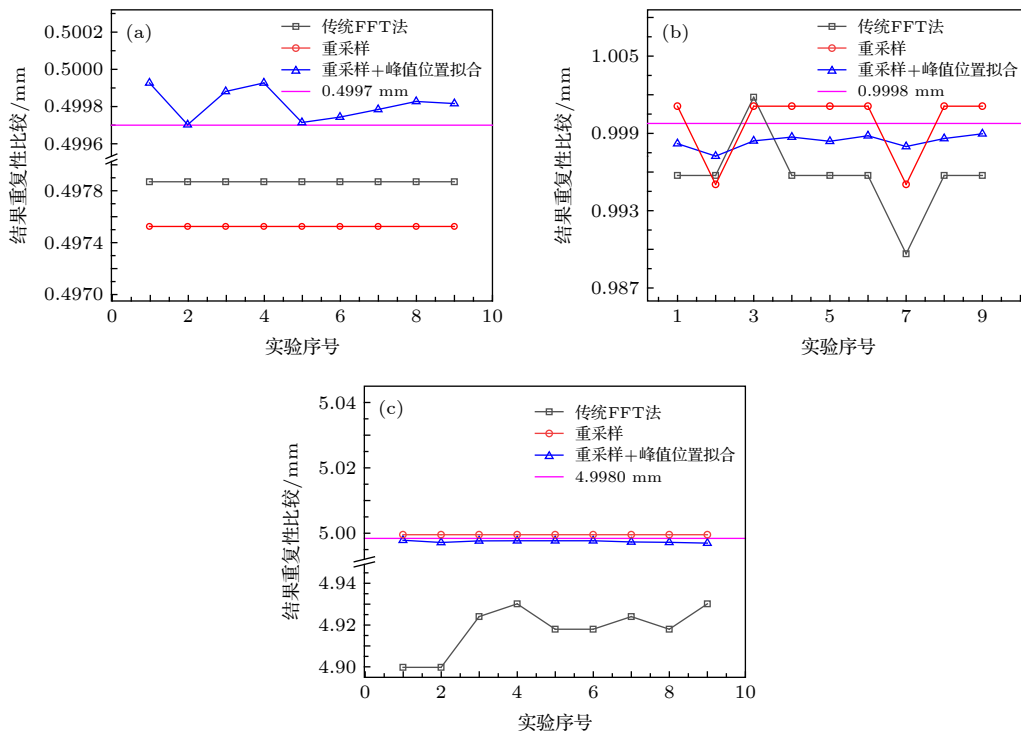 (a)
传统FFT法
重采样
重采样+峰值位置拟合
0.4997 mm
结果重复性比较/mm
0.5002
0.5000
0.4998
0.4996
0.4978
0.4974
0.4970
0 2 4 6 8 10
实验序号
(b)
传统FFT法
重采样
重采样+峰值位置拟合
0.9998 mm
结果重复性比较/mm
1.005
0.999
0.993
0.987
1 3 5 7 9
实验序号
(c)
传统FFT法
重采样
重采样+峰值位置拟合
4.9980 mm
结果重复性比较/mm
5.04
5.02
5.00
4.94
4.92
4.90
0 2 4 6 8 10
实验序号